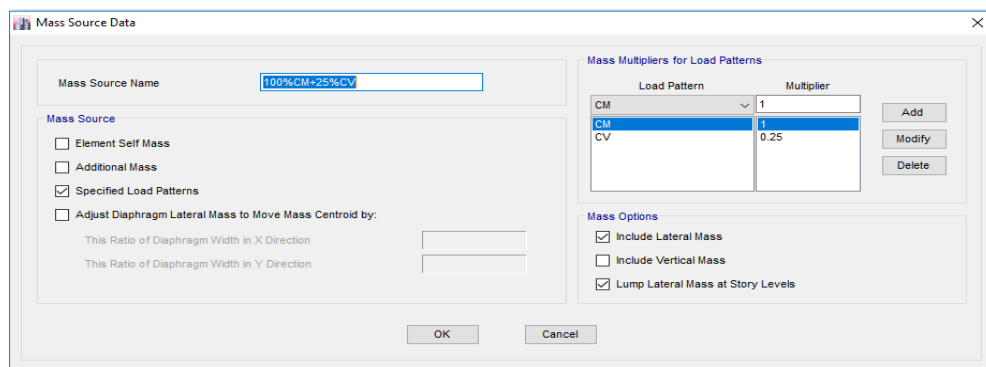 Mass Source Data
Mass Source Name
100%CM+25%CV
Mass Source
Element Self Mass
Additional Mass
Specified Load Patterns
Adjust Diaphragm Lateral Mass to Move Mass Centroid by:
This Ratio of Diaphragm Width in X Direction
This Ratio of Diaphragm Width in Y Direction
Mass Multipliers for Load Patterns
Load Pattern Multiplier
CM 1
CM 1
CV 0.25
Add
Modify
Delete
Mass Options
Include Lateral Mass
Include Vertical Mass
Lump Lateral Mass at Story Levels
OK Cancel